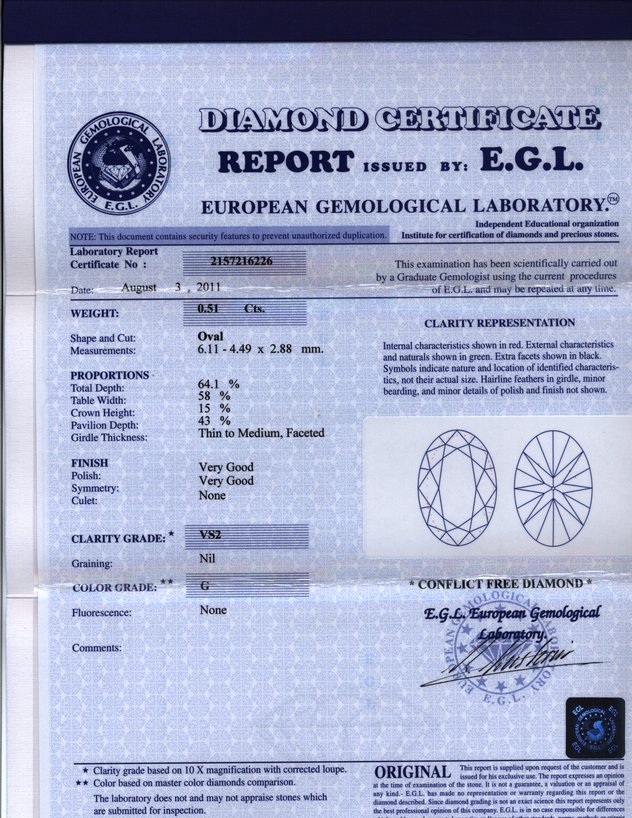 EUROPEAN GEMOLOGICAL LABORATORY
E.G.L.
DIAMOND CERTIFICATE
REPORT ISSUED BY: E.G.L.
EUROPEAN GEMOLOGICAL LABORATORY.™
Independent Educational organization
Institute for certification of diamonds and precious stones.
NOTE: This document contains security features to prevent unauthorized duplication.
Laboratory Report
Certificate No : 2157216226
Date: August 3 , 2011
This examination has been scientifically carried out
by a Graduate Gemologist using the current procedures
of E.G.L. and may be repeated at any time.
WEIGHT: 0.51 Cts.
Shape and Cut: Oval
Measurements: 6.11 - 4.49 x 2.88 mm.
PROPORTIONS
Total Depth: 64.1 %
Table Width: 58 %
Crown Height: 15 %
Pavilion Depth: 43 %
Girdle Thickness: Thin to Medium, Faceted
FINISH
Polish: Very Good
Symmetry: Very Good
Culet: None
CLARITY GRADE: * VS2
Graining: Nil
COLOR GRADE: ** G
Fluorescence: None
Comments:
CLARITY REPRESENTATION
Internal characteristics shown in red. External characteristics
and naturals shown in green. Extra facets shown in black.
Symbols indicate nature and location of identified characteris-
tics, not their actual size. Hairline feathers in girdle, minor
bearding, and minor details of polish and finish not shown.
* CONFLICT FREE DIAMOND *
E.G.L. European Gemological
Laboratory.
E.G.L.
★ Clarity grade based on 10 X magnification with corrected loupe.
★★ Color based on master color diamonds comparison.
The laboratory does not and may not appraise stones which
are submitted for inspection.
ORIGINAL This report is supplied upon request of the customer and is
issued for his exclusive use. The report expresses an opinion
at the time of examination of the stone. It is not a guarantee, a valuation or an appraisal of
any kind.- E.G.L. has made no representation or warranty regarding this report or the
diamond described. Since diamond grading is not an exact science this report represents only
the best professional opinion of this company. E.G.L. is in no case responsible for differences